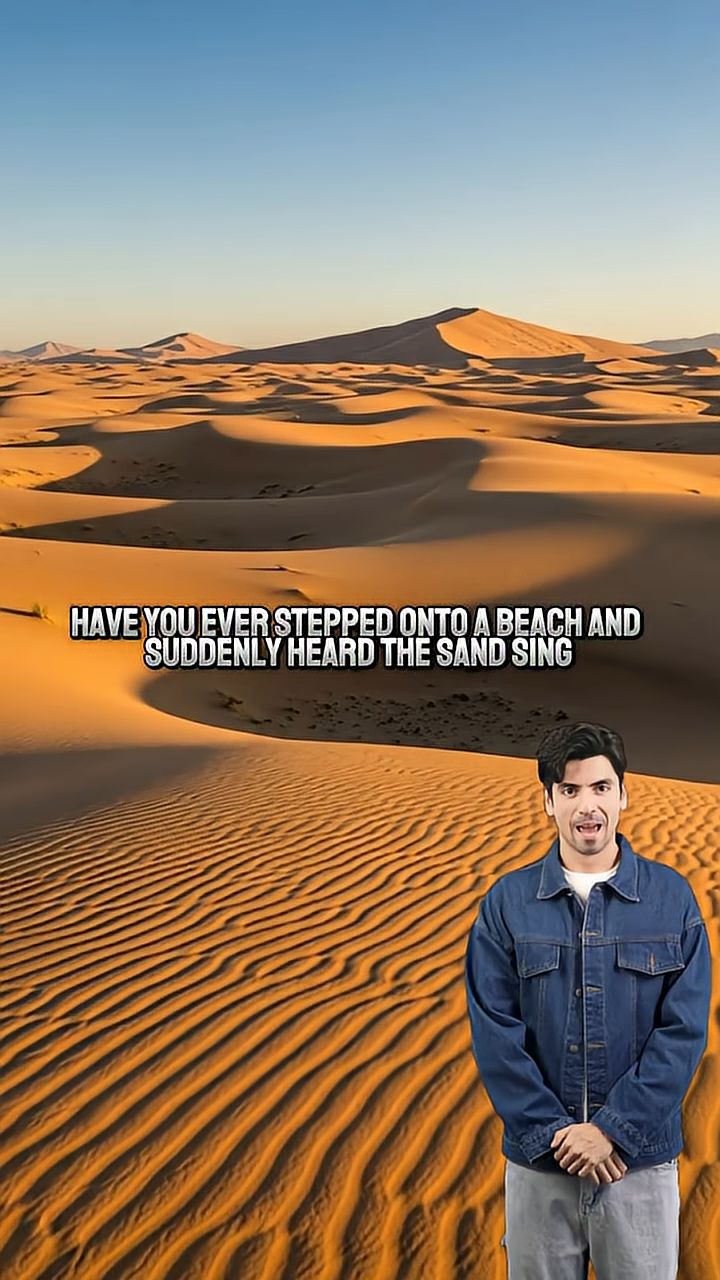 HAVE YOU EVER STEPPED ONTO A BEACH AND
SUDDENLY HEARD THE SAND SING